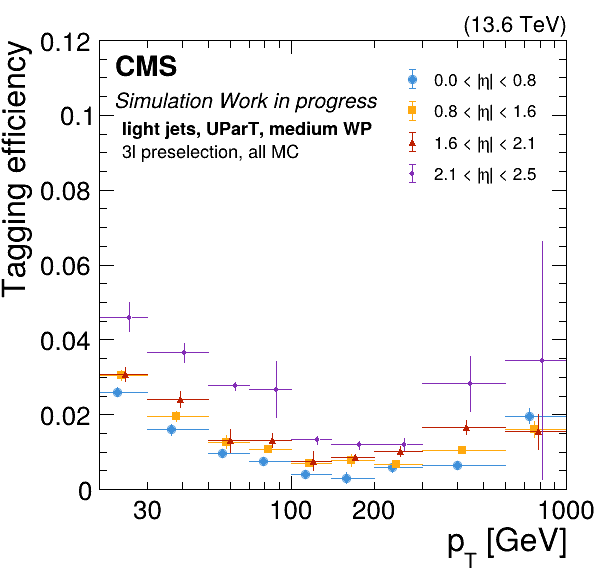 (13.6 TeV)
CMS
Simulation Work in progress
light jets, UParT, medium WP
3l preselection, all MC
0.0 < |η| < 0.8
0.8 < |η| < 1.6
1.6 < |η| < 2.1
2.1 < |η| < 2.5
Tagging efficiency
0.12
0.1
0.08
0.06
0.04
0.02
0
30
100
200
1000
p_T [GeV]